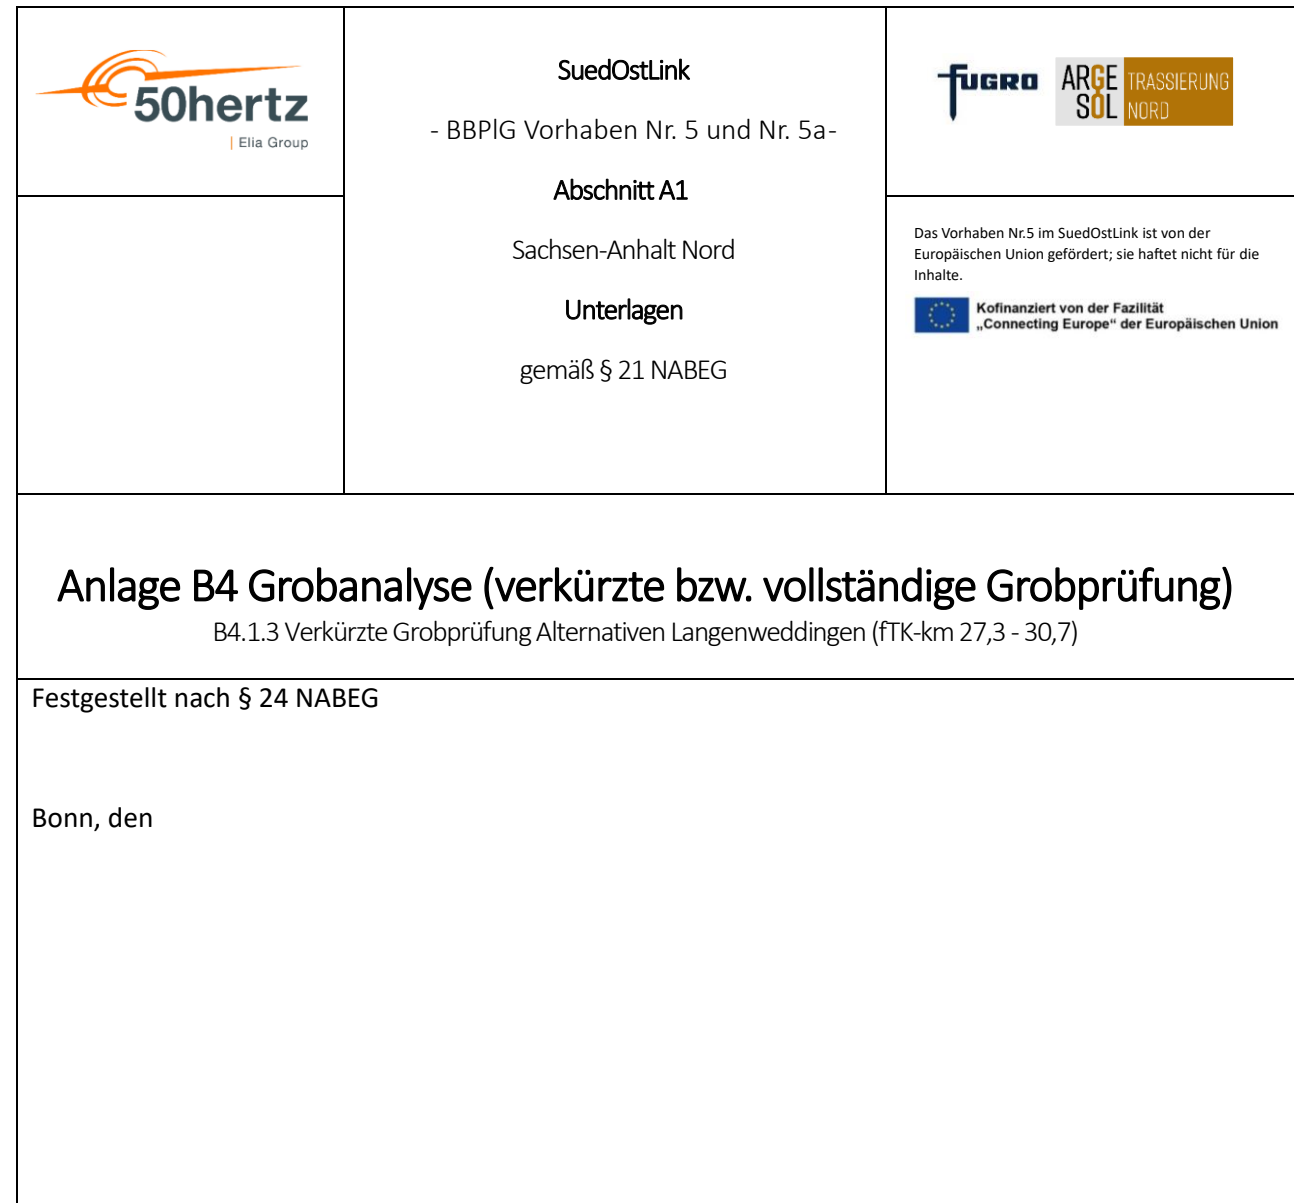 50hertz
| Elia Group
SuedOstLink
- BBPlG Vorhaben Nr. 5 und Nr. 5a-
Abschnitt A1
Sachsen-Anhalt Nord
Unterlagen
gemäß § 21 NABEG
FUGRO
ARGE TRASSIERUNG
SOL NORD
Das Vorhaben Nr.5 im SuedOstLink ist von der
Europäischen Union gefördert; sie haftet nicht für die
Inhalte.
Kofinanziert von der Fazilität
„Connecting Europe“ der Europäischen Union
Anlage B4 Grobanalyse (verkürzte bzw. vollständige Grobprüfung)
B4.1.3 Verkürzte Grobprüfung Alternativen Langenweddingen (fTK-km 27,3 - 30,7)
Festgestellt nach § 24 NABEG
Bonn, den